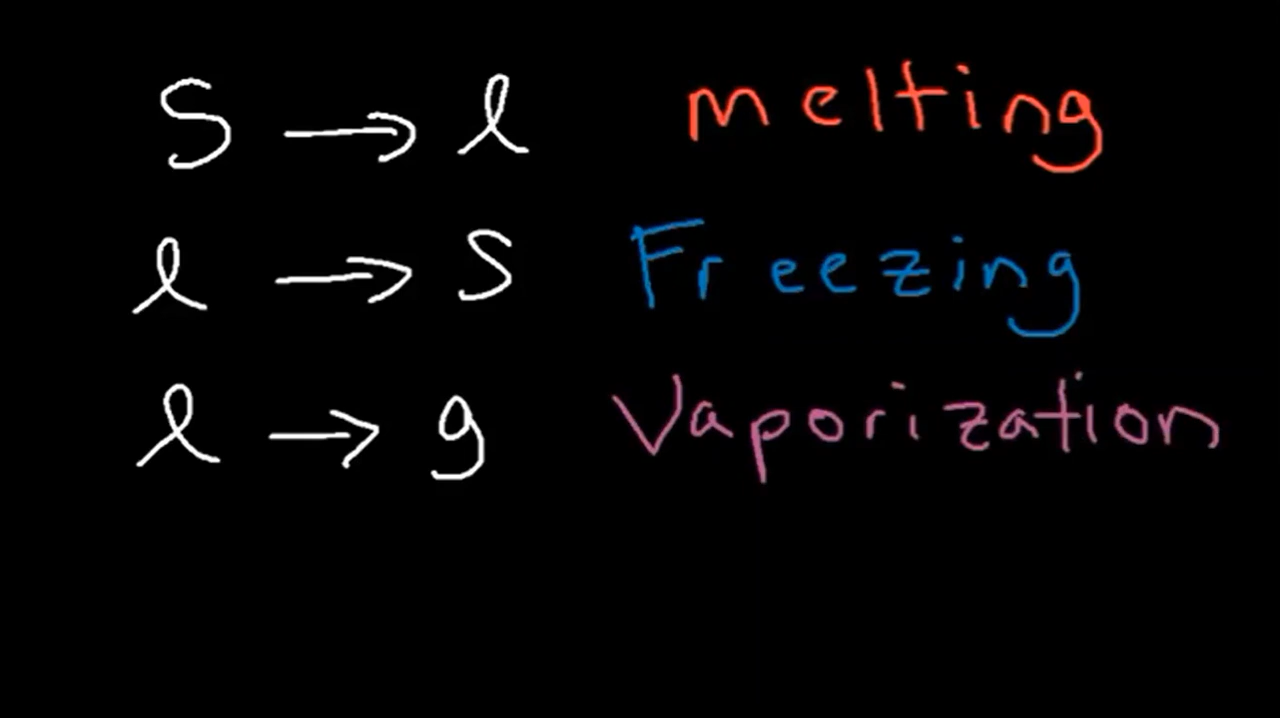 S → l melting
l → S Freezing
l → g Vaporization